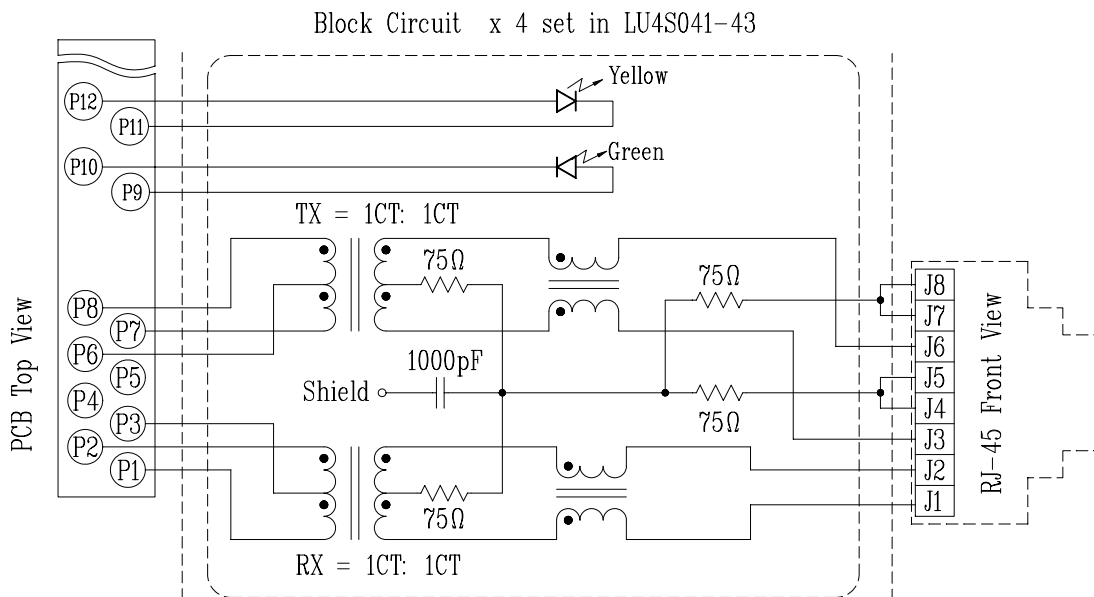 Block Circuit x 4 set in LU4S041-43
P12
Yellow
P11
P10
Green
P9
TX = 1CT: 1CT
75Ω
75Ω
P8
P7
P6
P5
P4
P3
P2
P1
PCB Top View
1000pF
Shield
75Ω
75Ω
RX = 1CT: 1CT
J8
J7
J6
J5
J4
J3
J2
J1
RJ-45 Front View